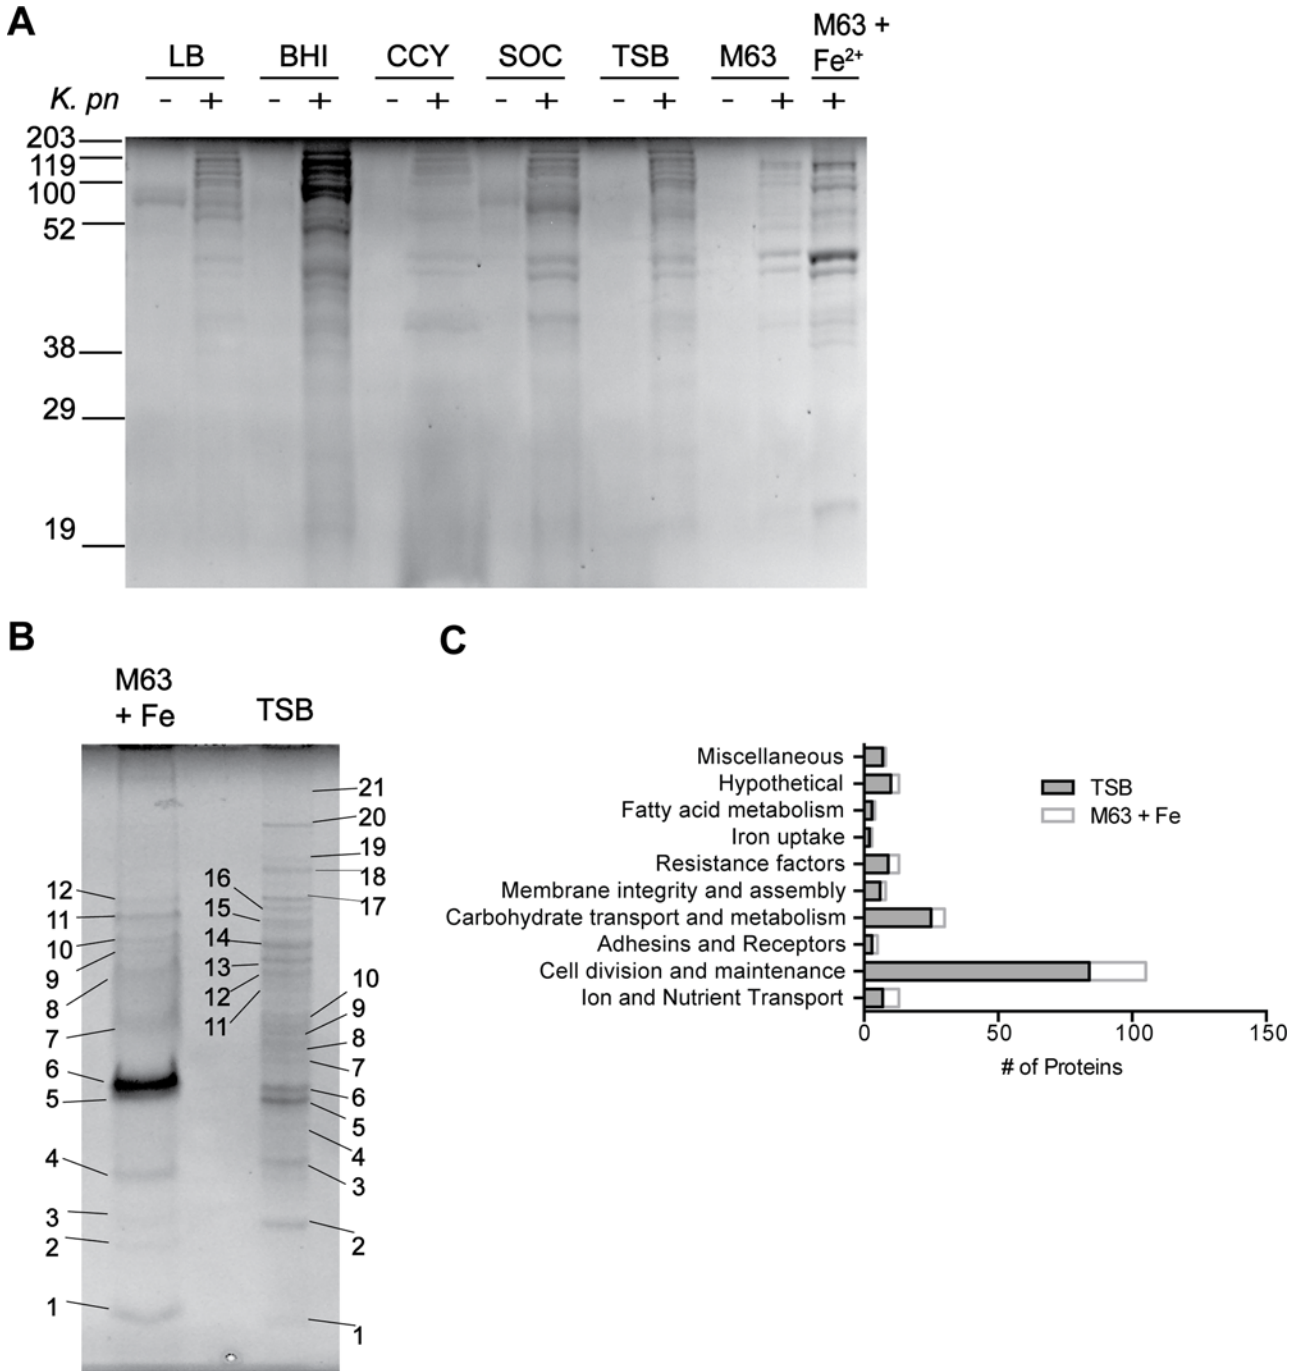 A
LB BHI CCY SOC TSB M63 M63 + Fe²⁺
K. pn - + - + - + - + - + - + +
203
119
100
52
38
29
19
B
M63 + Fe
TSB
12
11
10
9
8
7
6
5
4
3
2
1
16
15
14
13
12
11
21
20
19
18
17
10
9
8
7
6
5
4
3
2
1
C
Miscellaneous
Hypothetical
Fatty acid metabolism
Iron uptake
Resistance factors
Membrane integrity and assembly
Carbohydrate transport and metabolism
Adhesins and Receptors
Cell division and maintenance
Ion and Nutrient Transport
0 50 100 150
# of Proteins
TSB
M63 + Fe